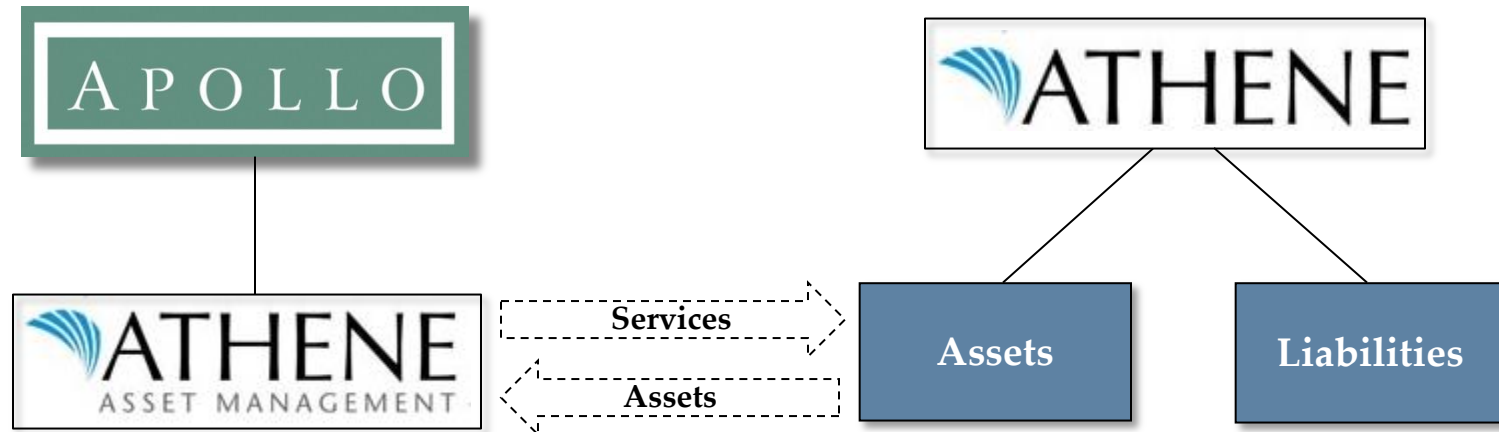 APOLLO
ATHENE
ATHENE
ASSET MANAGEMENT
Services
Assets
Assets
Liabilities